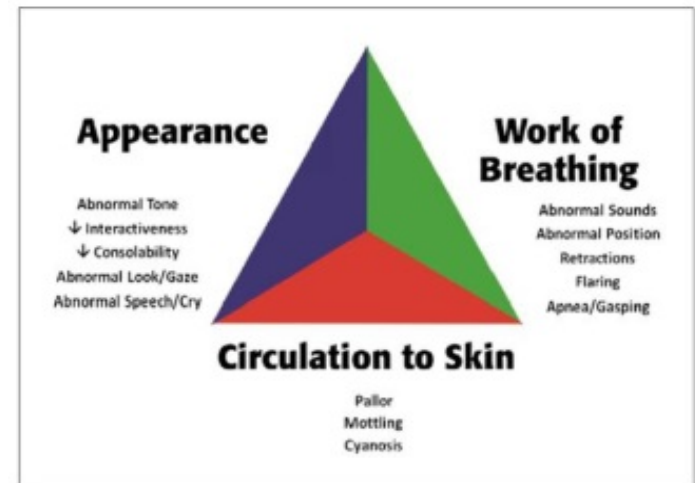 Appearance
Abnormal Tone
↓ Interactiveness
↓ Consolability
Abnormal Look/Gaze
Abnormal Speech/Cry
Work of
Breathing
Abnormal Sounds
Abnormal Position
Retractions
Flaring
Apnea/Gasping
Circulation to Skin
Pallor
Mottling
Cyanosis